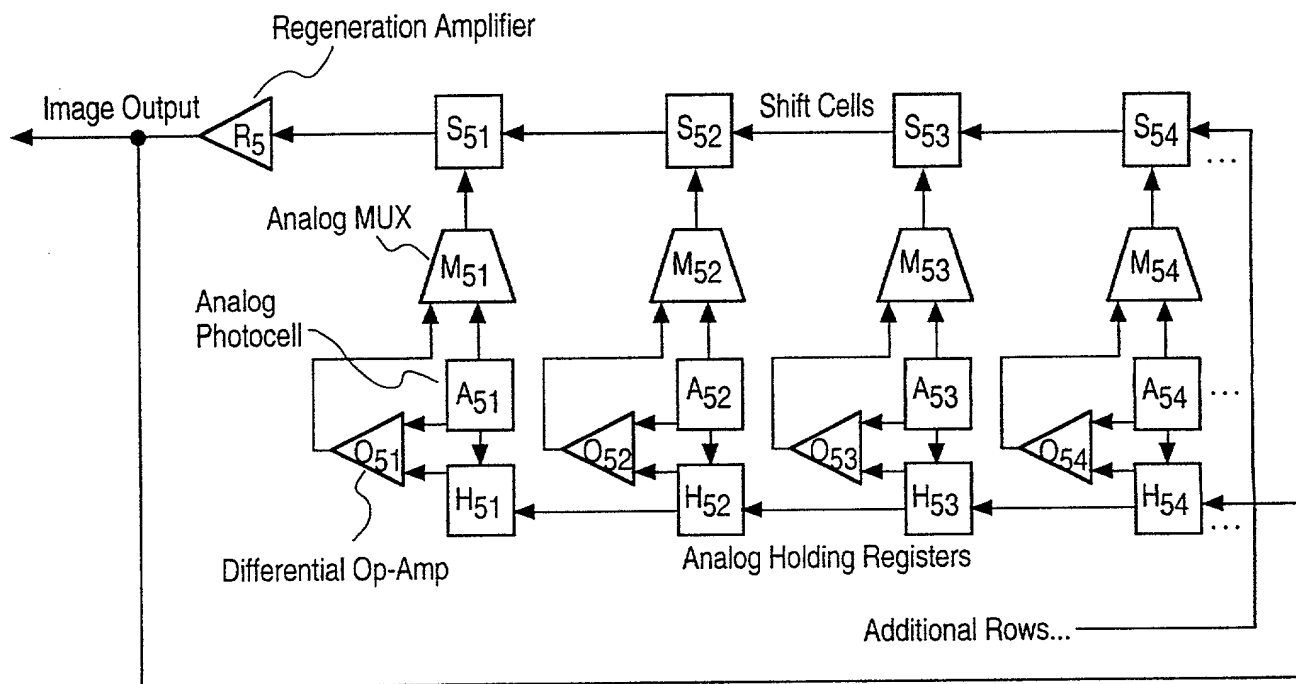 Regeneration Amplifier
Image Output
R5
S51
S52
Shift Cells
S53
S54
...
Analog MUX
M51
M52
M53
M54
Analog
Photocell
A51
A52
A53
A54
...
O51
O52
O53
O54
H51
H52
H53
H54
...
Differential Op-Amp
Analog Holding Registers
Additional Rows...